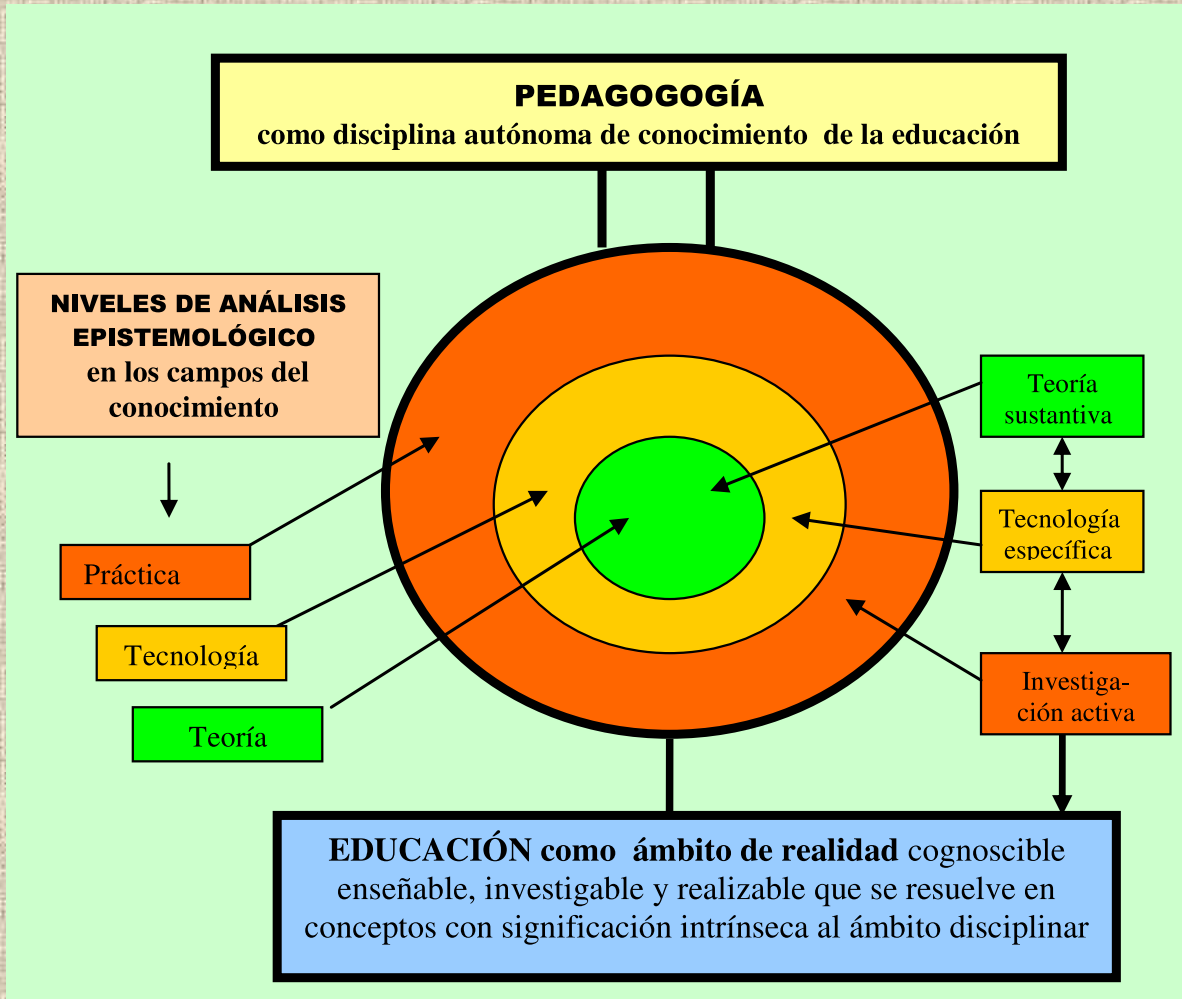 PEDAGOGOGÍA
como disciplina autónoma de conocimiento de la educación
NIVELES DE ANÁLISIS
EPISTEMOLÓGICO
en los campos del
conocimiento
Práctica
Tecnología
Teoría
Teoría
sustantiva
Tecnología
específica
Investiga-
ción activa
EDUCACIÓN como ámbito de realidad cognoscible
enseñable, investigable y realizable que se resuelve en
conceptos con significación intrínseca al ámbito disciplinar